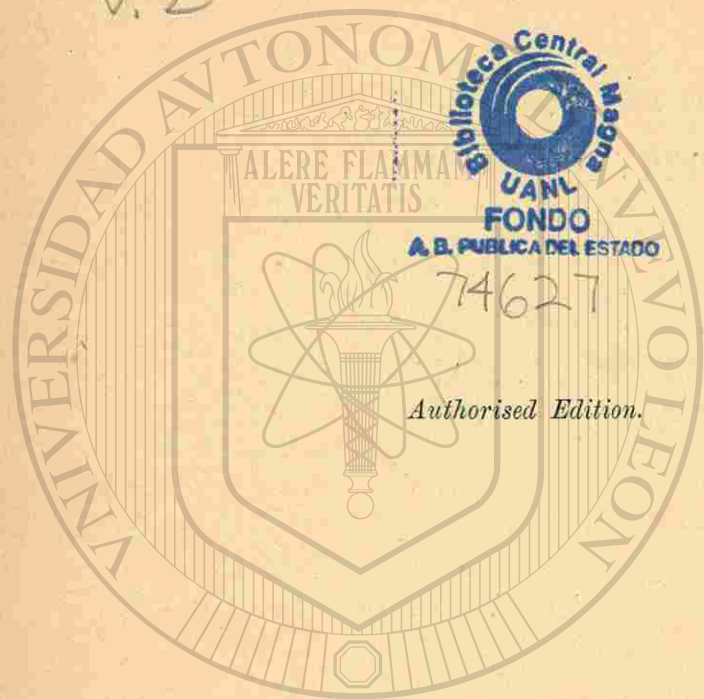 V. 2
UNIVERSIDAD AUTONOMA DE NUEVO LEON
ALERE FLAMMAM
VERITATIS
Biblioteca Central Magna
UANL
FONDO
A. B. PUBLICA DEL ESTADO
74627
Authorised Edition.